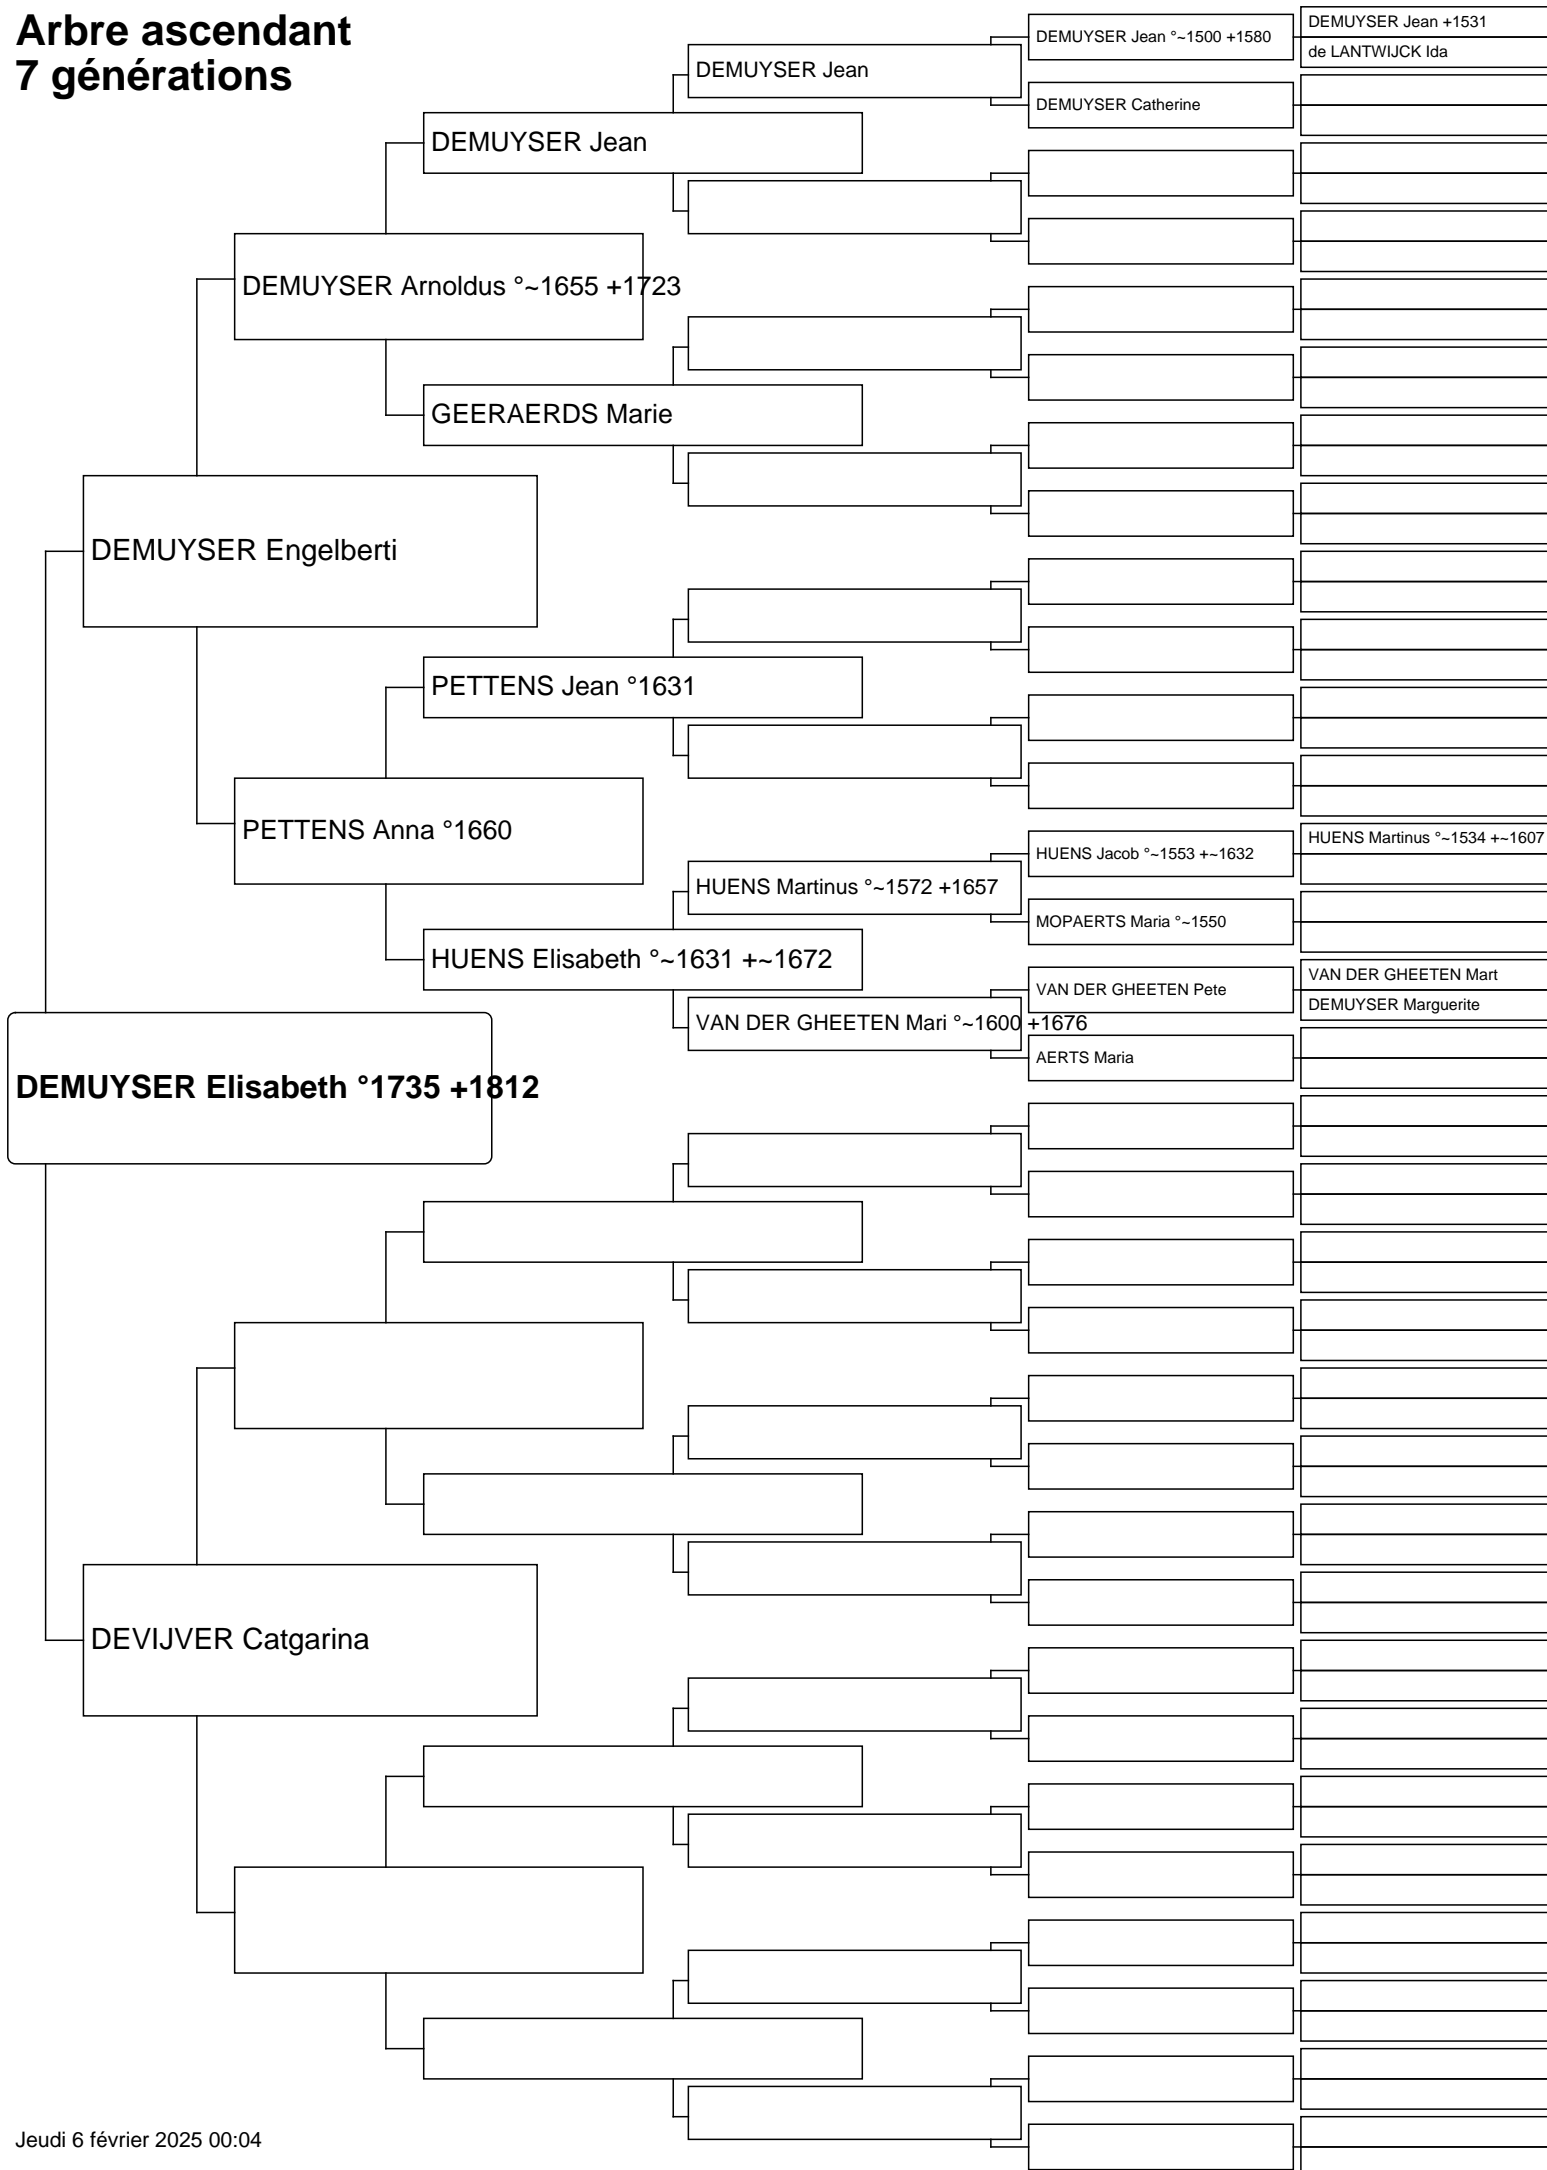 Arbre ascendant
7 générations
DEMUYSER Jean °~1500 +1580
DEMUYSER Jean +1531
de LANTWIJCK Ida
DEMUYSER Jean
DEMUYSER Catherine
DEMUYSER Jean
DEMUYSER Arnoldus °~1655 +1723
GEERAERDS Marie
DEMUYSER Engelberti
PETTENS Jean °1631
PETTENS Anna °1660
HUENS Jacob °~1553 +~1632
HUENS Martinus °~1534 +~1607
HUENS Martinus °~1572 +1657
MOPAERTS Maria °~1550
HUENS Elisabeth °~1631 +~1672
VAN DER GHEETEN Pete
VAN DER GHEETEN Mart
DEMUYSER Marguerite
VAN DER GHEETEN Mari °~1600 +1676
AERTS Maria
DEMUYSER Elisabeth °1735 +1812
DEVIJVER Catgarina
Jeudi 6 février 2025 00:04